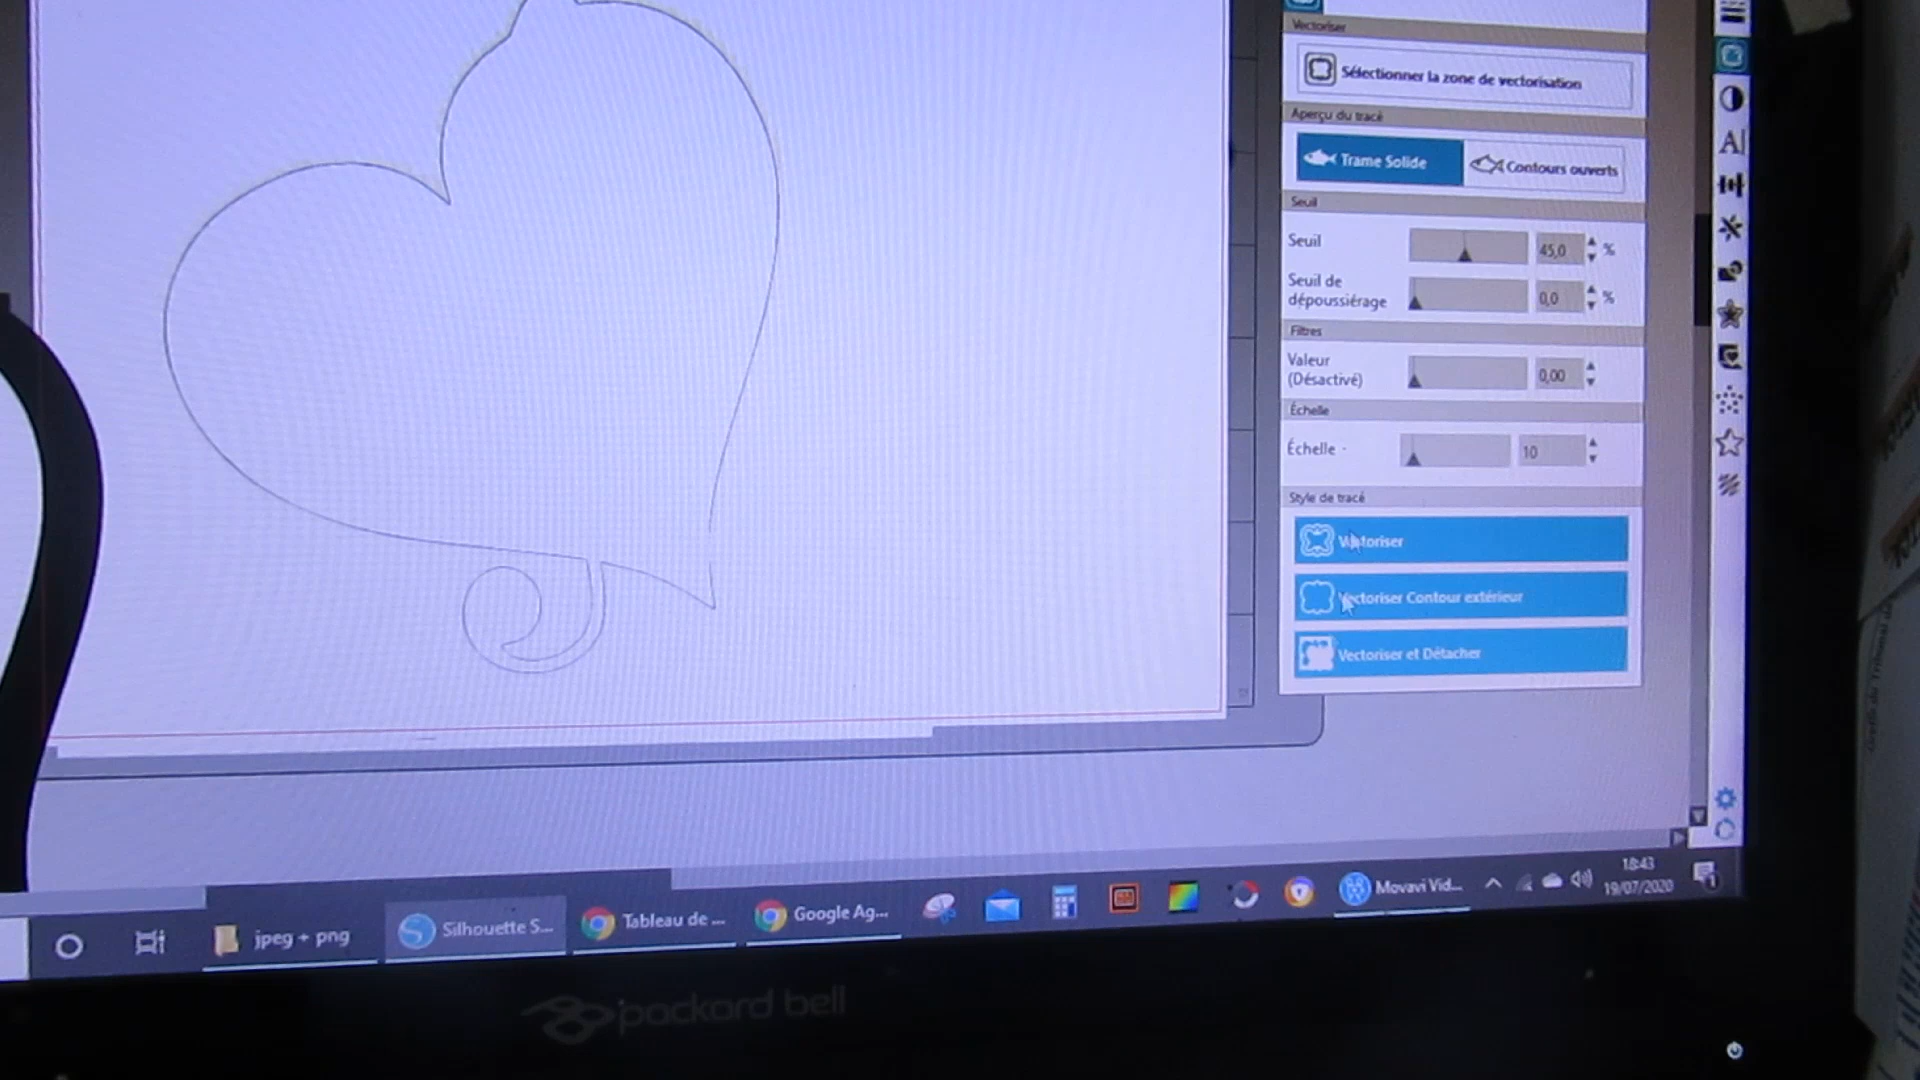 Vectoriser
Sélectionner la zone de vectorisation
Aperçu du tracé
Trame Solide
Contours ouverts
Seuil
Seuil
45,0
%
Seuil de
dépoussiérage
0,0
%
Filtres
Valeur
(Désactivé)
0,00
Échelle
Échelle -
10
Style de tracé
Vectoriser
Vectoriser Contour extérieur
Vectoriser et Détacher
jpeg + png
Silhouette S...
Tableau de ...
Google Ag...
Movavi Vid...
18:43
19/07/2020
packard bell